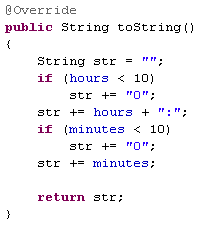 @Override
public String toString()
{
    String str = "";
    if (hours < 10)
        str += "0";
    str += hours + ":";
    if (minutes < 10)
        str += "0";
    str += minutes;

    return str;
}